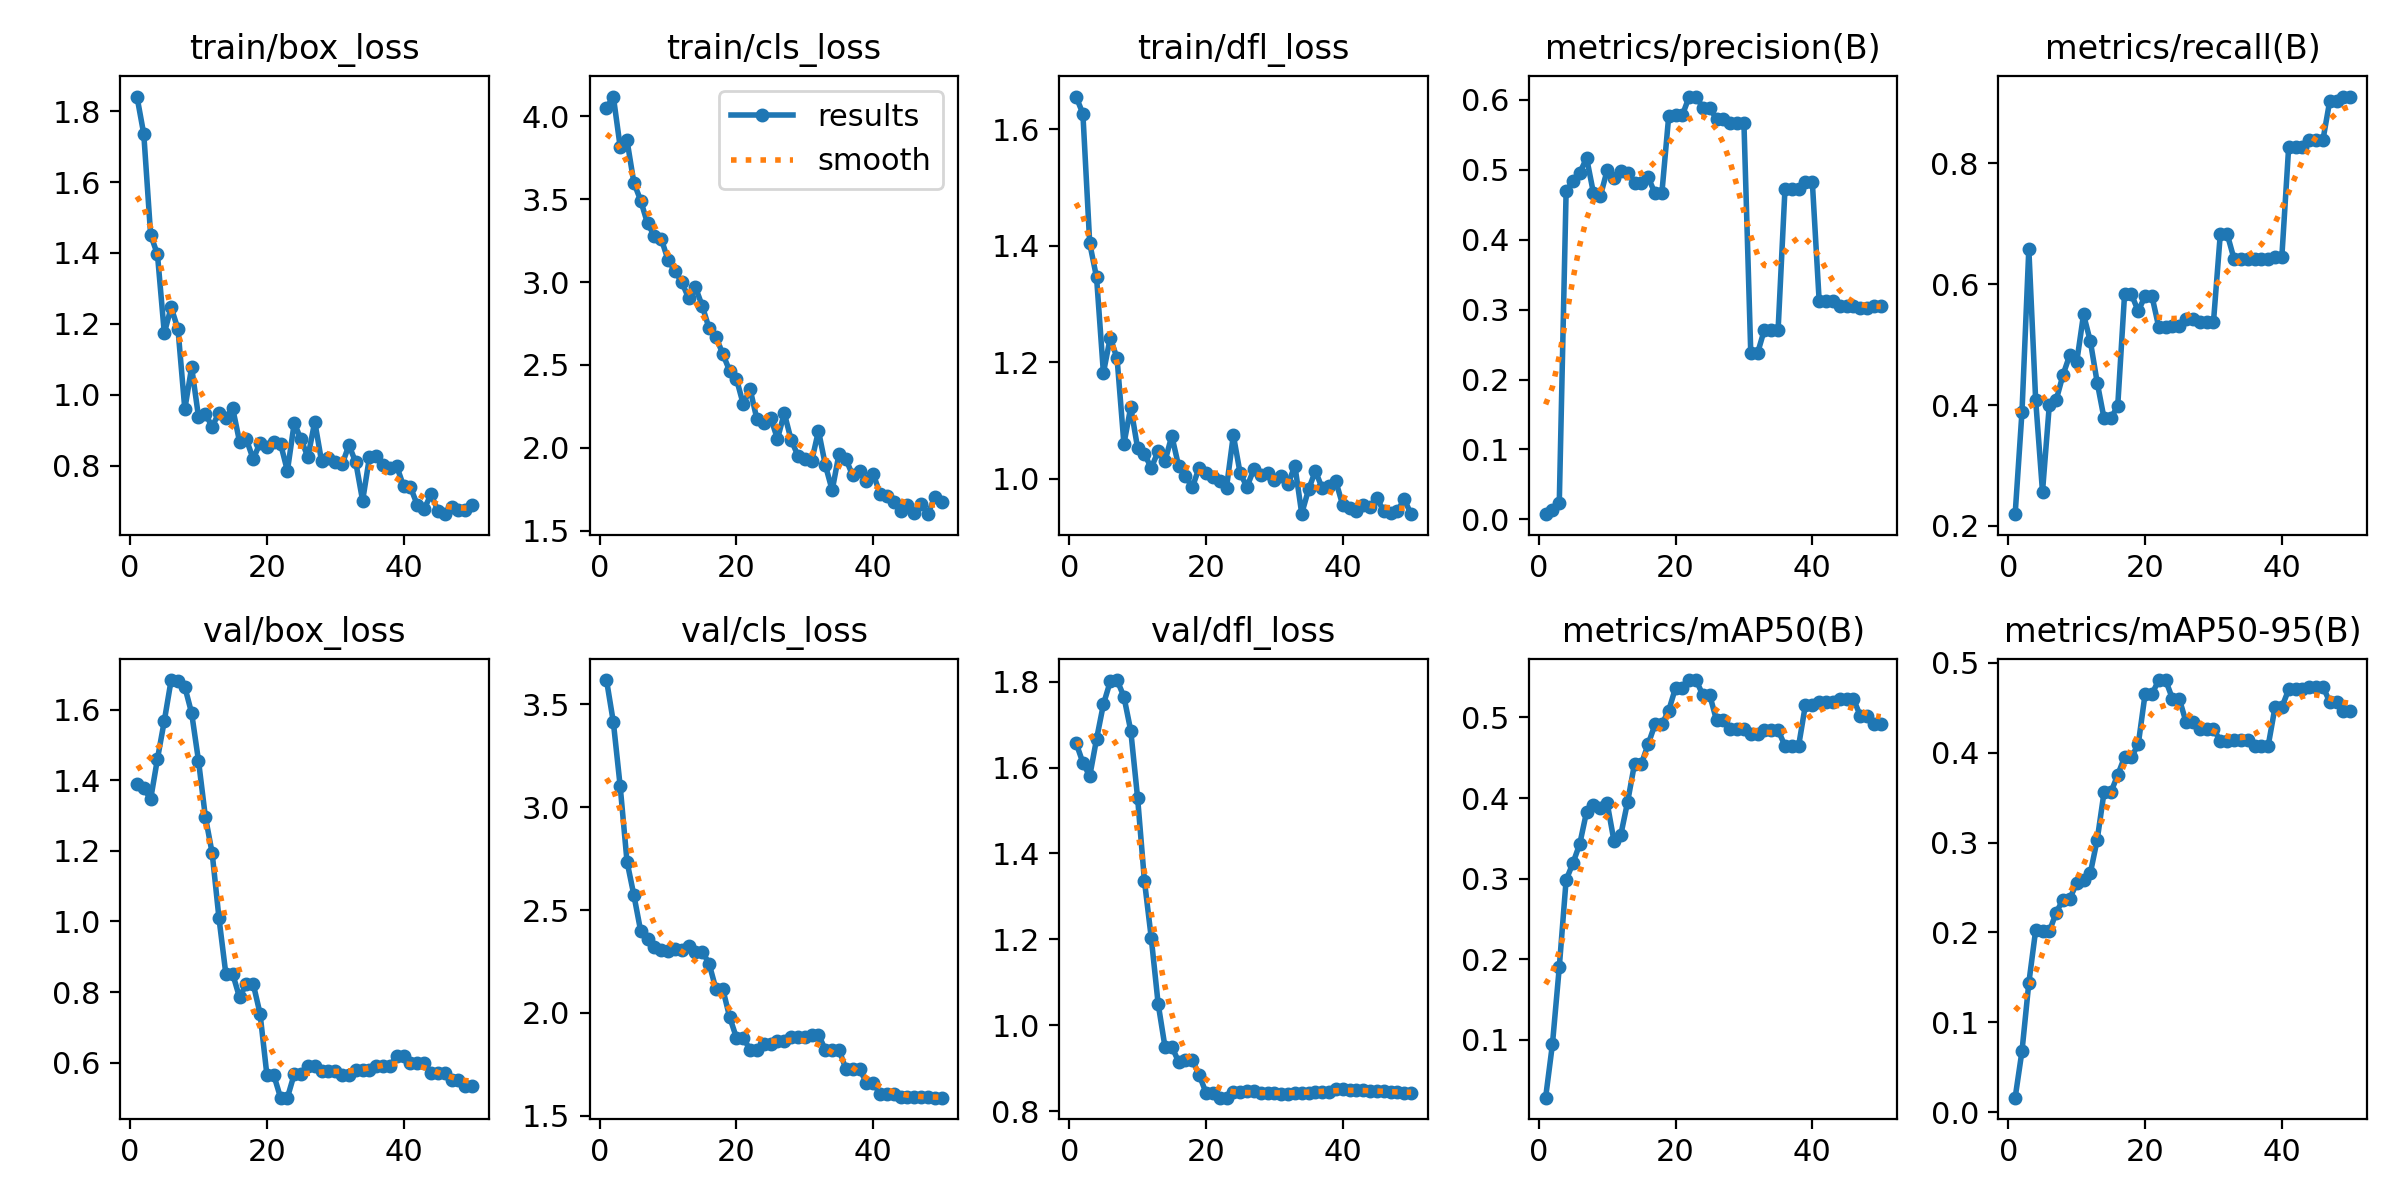 train/box_loss
1.8
1.6
1.4
1.2
1.0
0.8
0 20 40
train/cls_loss
results
smooth
4.0
3.5
3.0
2.5
2.0
1.5
0 20 40
train/dfl_loss
1.6
1.4
1.2
1.0
0 20 40
metrics/precision(B)
0.6
0.5
0.4
0.3
0.2
0.1
0.0
0 20 40
metrics/recall(B)
0.8
0.6
0.4
0.2
0 20 40
val/box_loss
1.6
1.4
1.2
1.0
0.8
0.6
0 20 40
val/cls_loss
3.5
3.0
2.5
2.0
1.5
0 20 40
val/dfl_loss
1.8
1.6
1.4
1.2
1.0
0.8
0 20 40
metrics/mAP50(B)
0.5
0.4
0.3
0.2
0.1
0 20 40
metrics/mAP50-95(B)
0.5
0.4
0.3
0.2
0.1
0.0
0 20 40